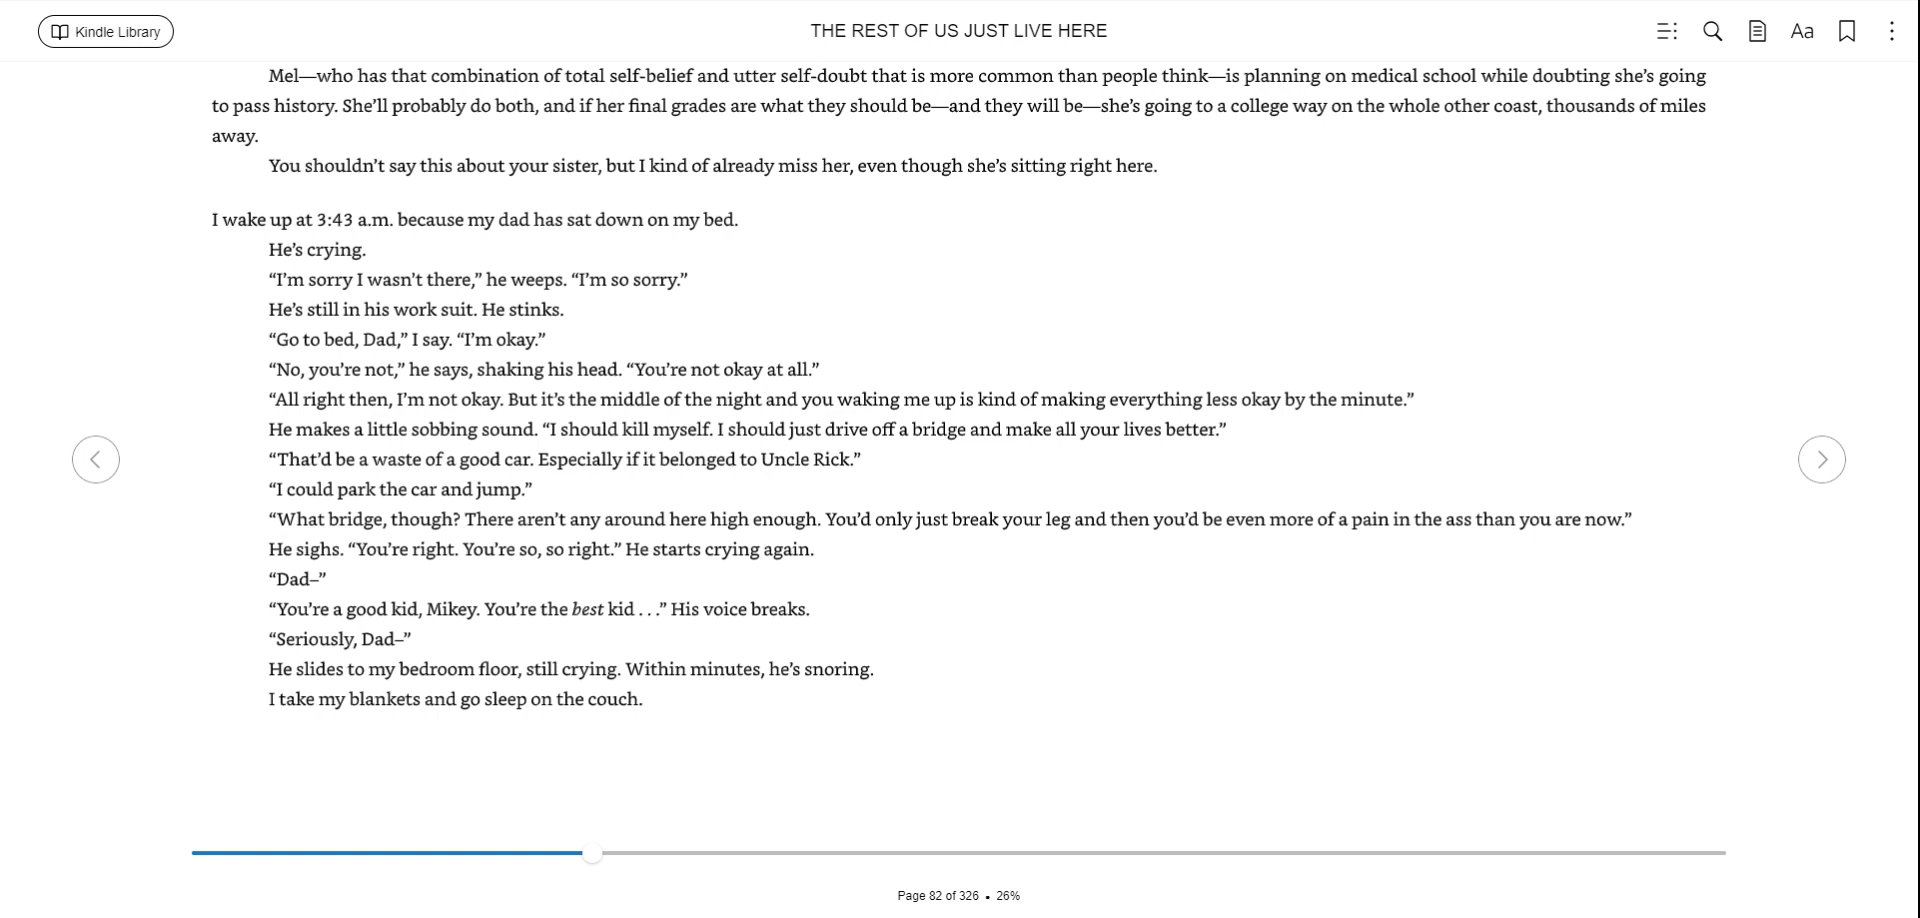 Kindle Library
THE REST OF US JUST LIVE HERE
Aa
Mel—who has that combination of total self-belief and utter self-doubt that is more common than people think—is planning on medical school while doubting she’s going
to pass history. She’ll probably do both, and if her final grades are what they should be—and they will be—she’s going to a college way on the whole other coast, thousands of miles
away.
You shouldn’t say this about your sister, but I kind of already miss her, even though she’s sitting right here.
I wake up at 3:43 a.m. because my dad has sat down on my bed.
He’s crying.
“I’m sorry I wasn’t there,” he weeps. “I’m so sorry.”
He’s still in his work suit. He stinks.
“Go to bed, Dad,” I say. “I’m okay.”
“No, you’re not,” he says, shaking his head. “You’re not okay at all.”
“All right then, I’m not okay. But it’s the middle of the night and you waking me up is kind of making everything less okay by the minute.”
He makes a little sobbing sound. “I should kill myself. I should just drive off a bridge and make all your lives better.”
“That’d be a waste of a good car. Especially if it belonged to Uncle Rick.”
“I could park the car and jump.”
“What bridge, though? There aren’t any around here high enough. You’d only just break your leg and then you’d be even more of a pain in the ass than you are now.”
He sighs. “You’re right. You’re so, so right.” He starts crying again.
“Dad–”
“You’re a good kid, Mikey. You’re the best kid . . .” His voice breaks.
“Seriously, Dad–”
He slides to my bedroom floor, still crying. Within minutes, he’s snoring.
I take my blankets and go sleep on the couch.
Page 82 of 326 • 26%